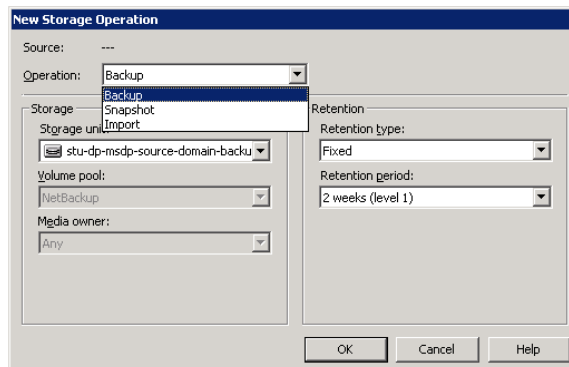 New Storage Operation
Source: ---
Operation: Backup
Backup
Snapshot
Import
Storage
Storage uni
stu-dp-msdp-source-domain-backu
Volume pool:
NetBackup
Media owner:
Any
Retention
Retention type:
Fixed
Retention period:
2 weeks (level 1)
OK Cancel Help